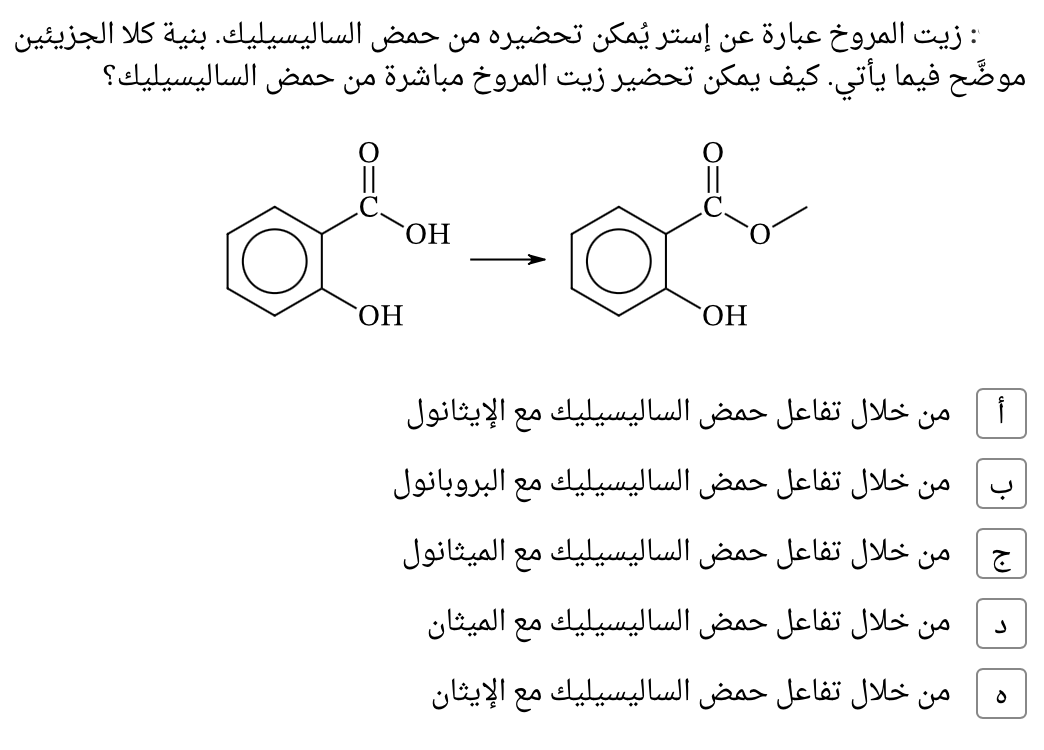 : زيت المروخ عبارة عن إستر يُمكن تحضيره من حمض الساليسيليك. بنية كلا الجزيئين
موضَّح فيما يأتي. كيف يمكن تحضير زيت المروخ مباشرة من حمض الساليسيليك؟
O O
C C
OH O
OH OH
أ من خلال تفاعل حمض الساليسيليك مع الإيثانول
ب من خلال تفاعل حمض الساليسيليك مع البروبانول
ج من خلال تفاعل حمض الساليسيليك مع الميثانول
د من خلال تفاعل حمض الساليسيليك مع الميثان
ه من خلال تفاعل حمض الساليسيليك مع الإيثان